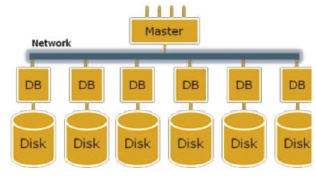 Master
Network
DB DB DB DB DB DB
Disk Disk Disk Disk Disk Disk